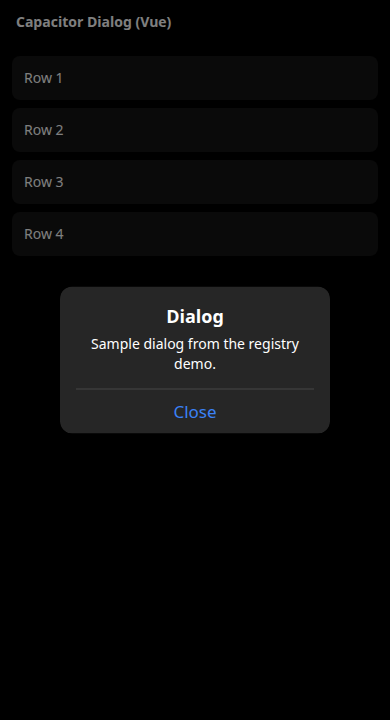 Capacitor Dialog (Vue)
Row 1
Row 2
Row 3
Row 4
Dialog
Sample dialog from the registry
demo.
Close